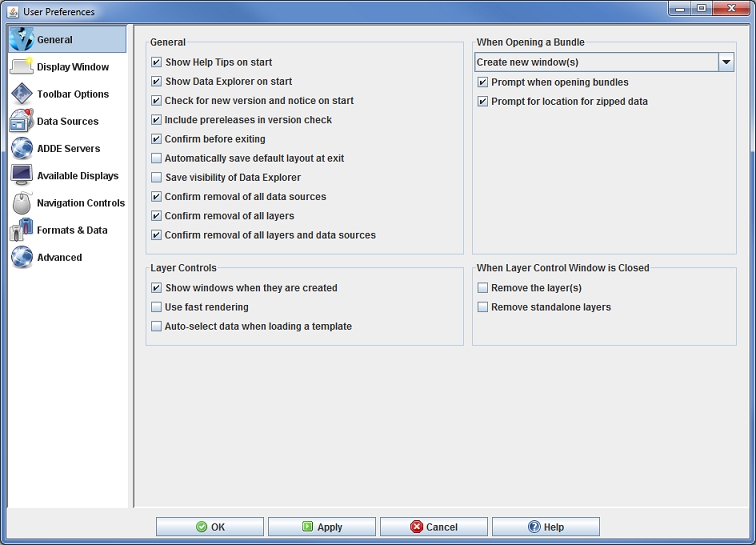 User Preferences
General
Display Window
Toolbar Options
Data Sources
ADDE Servers
Available Displays
Navigation Controls
Formats & Data
Advanced
General
Show Help Tips on start
Show Data Explorer on start
Check for new version and notice on start
Include prereleases in version check
Confirm before exiting
Automatically save default layout at exit
Save visibility of Data Explorer
Confirm removal of all data sources
Confirm removal of all layers
Confirm removal of all layers and data sources
When Opening a Bundle
Create new window(s)
Prompt when opening bundles
Prompt for location for zipped data
Layer Controls
Show windows when they are created
Use fast rendering
Auto-select data when loading a template
When Layer Control Window is Closed
Remove the layer(s)
Remove standalone layers
OK
Apply
Cancel
Help